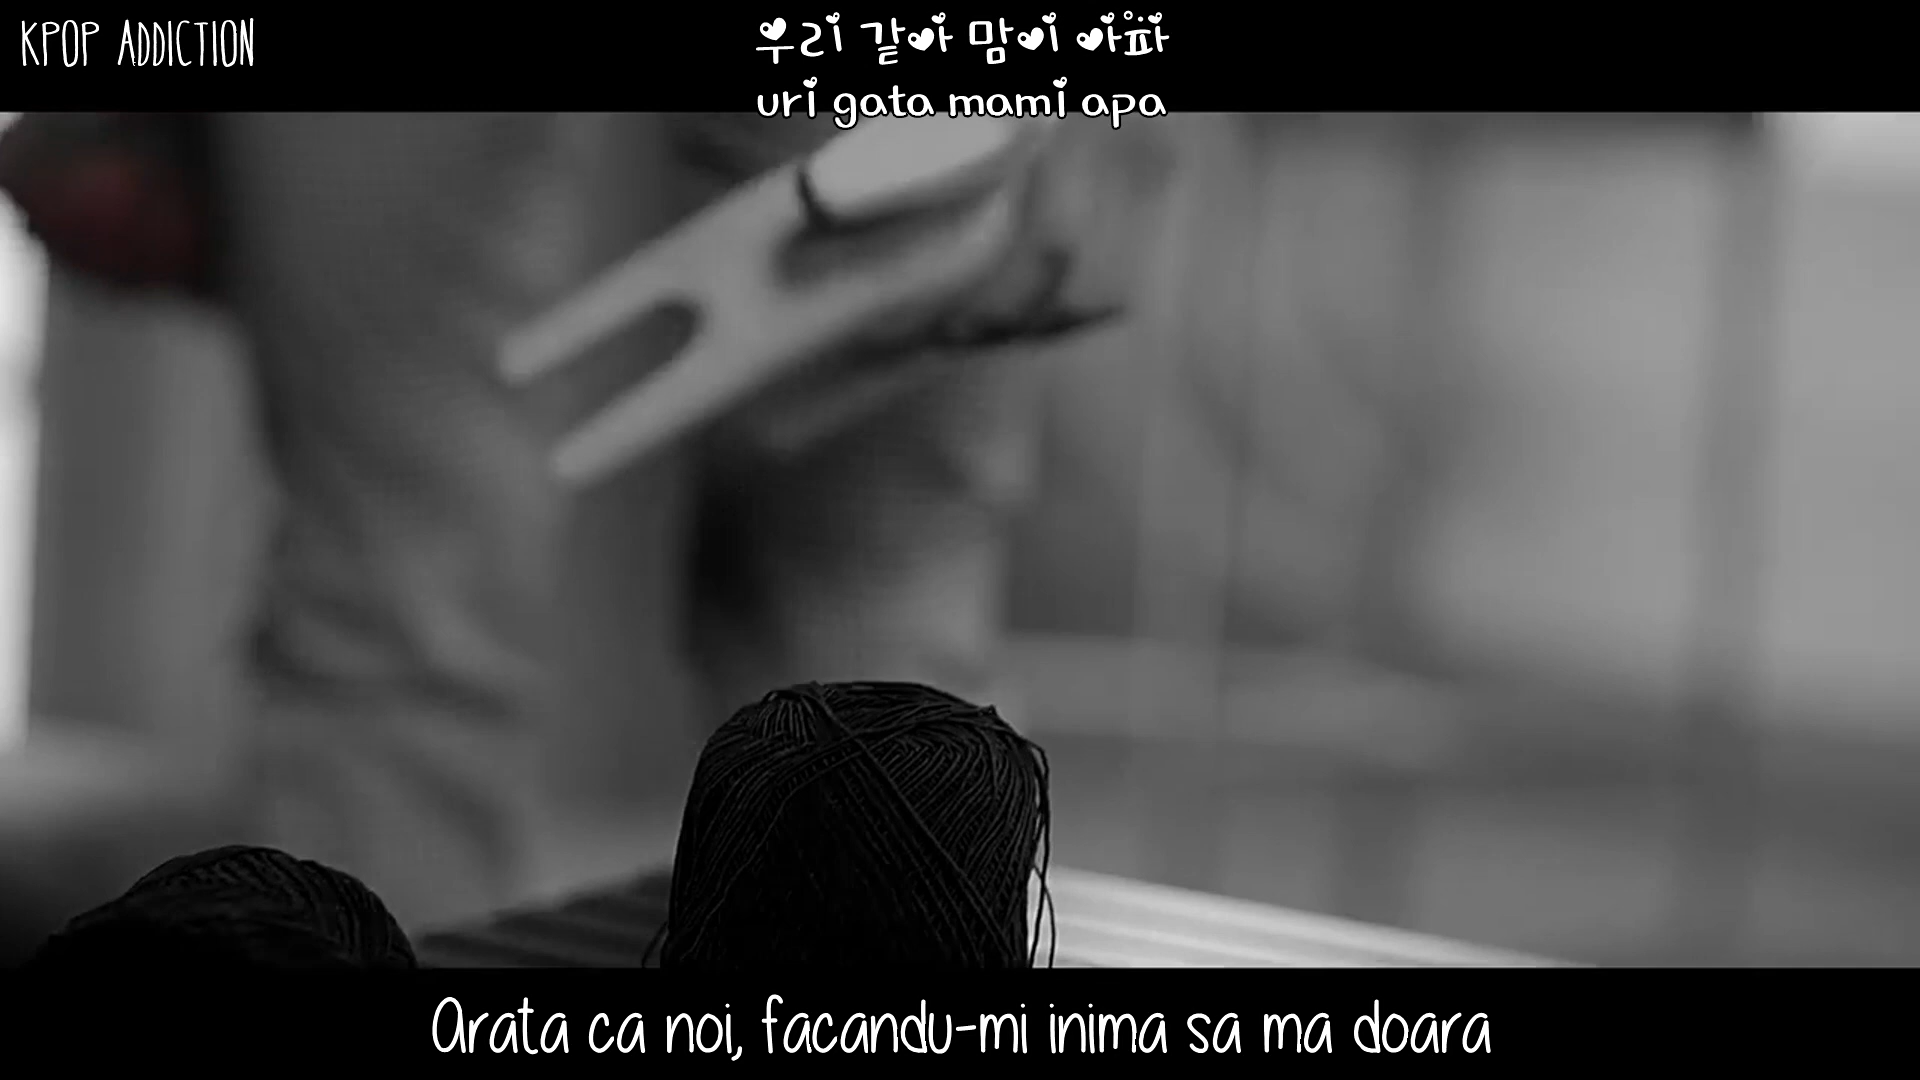 KPOP ADDICTION
우리 같아 맘이 아파
uri gata mami apa
Arata ca noi, facandu-mi inima sa ma doara